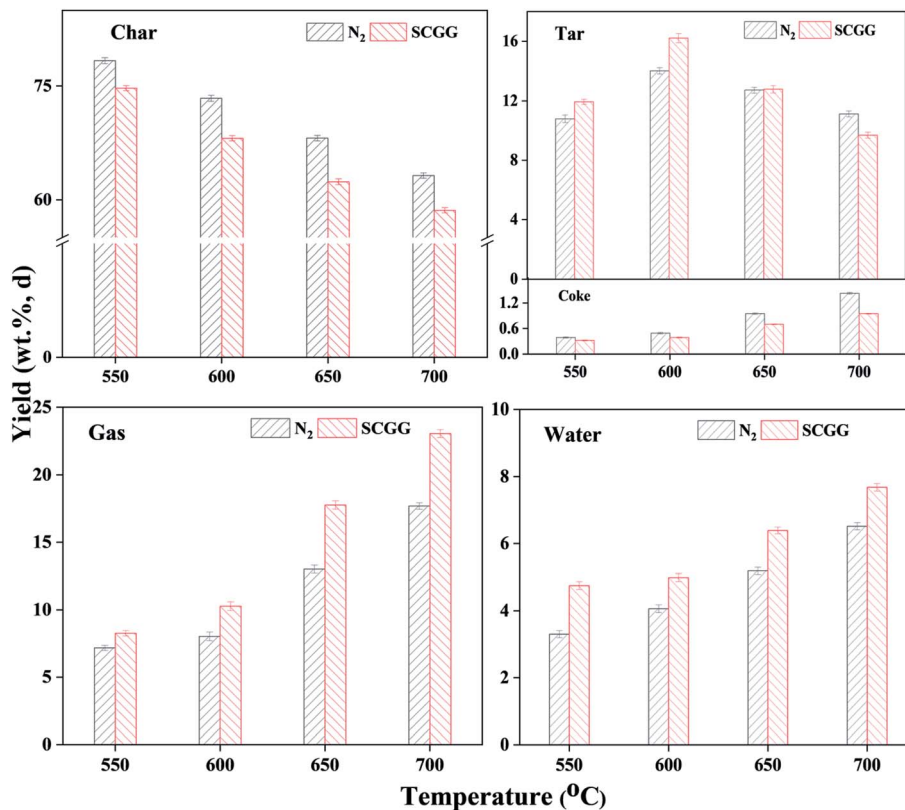 Char
N₂ SCGG
75
60
0
550 600 650 700
Tar
N₂ SCGG
16
12
8
4
0
Coke
1.2
0.6
0.0
550 600 650 700
Yield (wt.%, d)
Gas
N₂ SCGG
25
20
15
10
5
0
550 600 650 700
Water
N₂ SCGG
10
8
6
4
2
0
550 600 650 700
Temperature (⁰C)